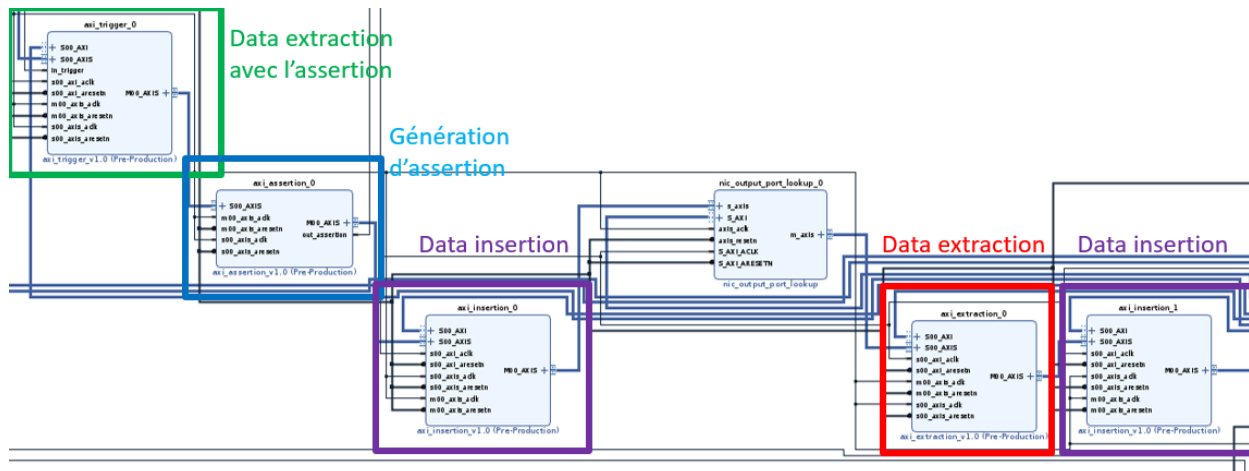 axi_trigger_0
S00_AXI
S00_AXIS
in_trigger
s00_axi_aclk
s00_axi_aresetn
m00_axis_aclk
m00_axis_aresetn
s00_axis_aclk
s00_axis_aresetn
M00_AXIS
axi_trigger_v1.0 (Pre-Production)
Data extraction
avec l'assertion
Génération
d'assertion
axi_assertion_0
S00_AXIS
m00_axis_aclk
m00_axis_aresetn
s00_axis_aclk
s00_axis_aresetn
M00_AXIS
out_assertion
axi_assertion_v1.0 (Pre-Production)
nic_output_port_lookup_0
s_axis
S_AXI
axis_aclk
axis_resetn
S_AXI_ACLK
S_AXI_ARESETN
m_axis
nic_output_port_lookup
Data insertion
axi_insertion_0
S00_AXI
S00_AXIS
s00_axi_aclk
s00_axi_aresetn
s00_axis_aclk
s00_axis_aresetn
m00_axis_aclk
m00_axis_aresetn
M00_AXIS
axi_insertion_v1.0 (Pre-Production)
Data extraction
axi_extraction_0
S00_AXI
S00_AXIS
s00_axi_aclk
s00_axi_aresetn
m00_axis_aclk
m00_axis_aresetn
s00_axis_aclk
s00_axis_aresetn
M00_AXIS
axi_extraction_v1.0 (Pre-Production)
Data insertion
axi_insertion_1
S00_AXI
S00_AXIS
s00_axi_aclk
s00_axi_aresetn
s00_axis_aclk
s00_axis_aresetn
m00_axis_aclk
m00_axis_aresetn
M00_AXIS
axi_insertion_v1.0 (Pre-Production)